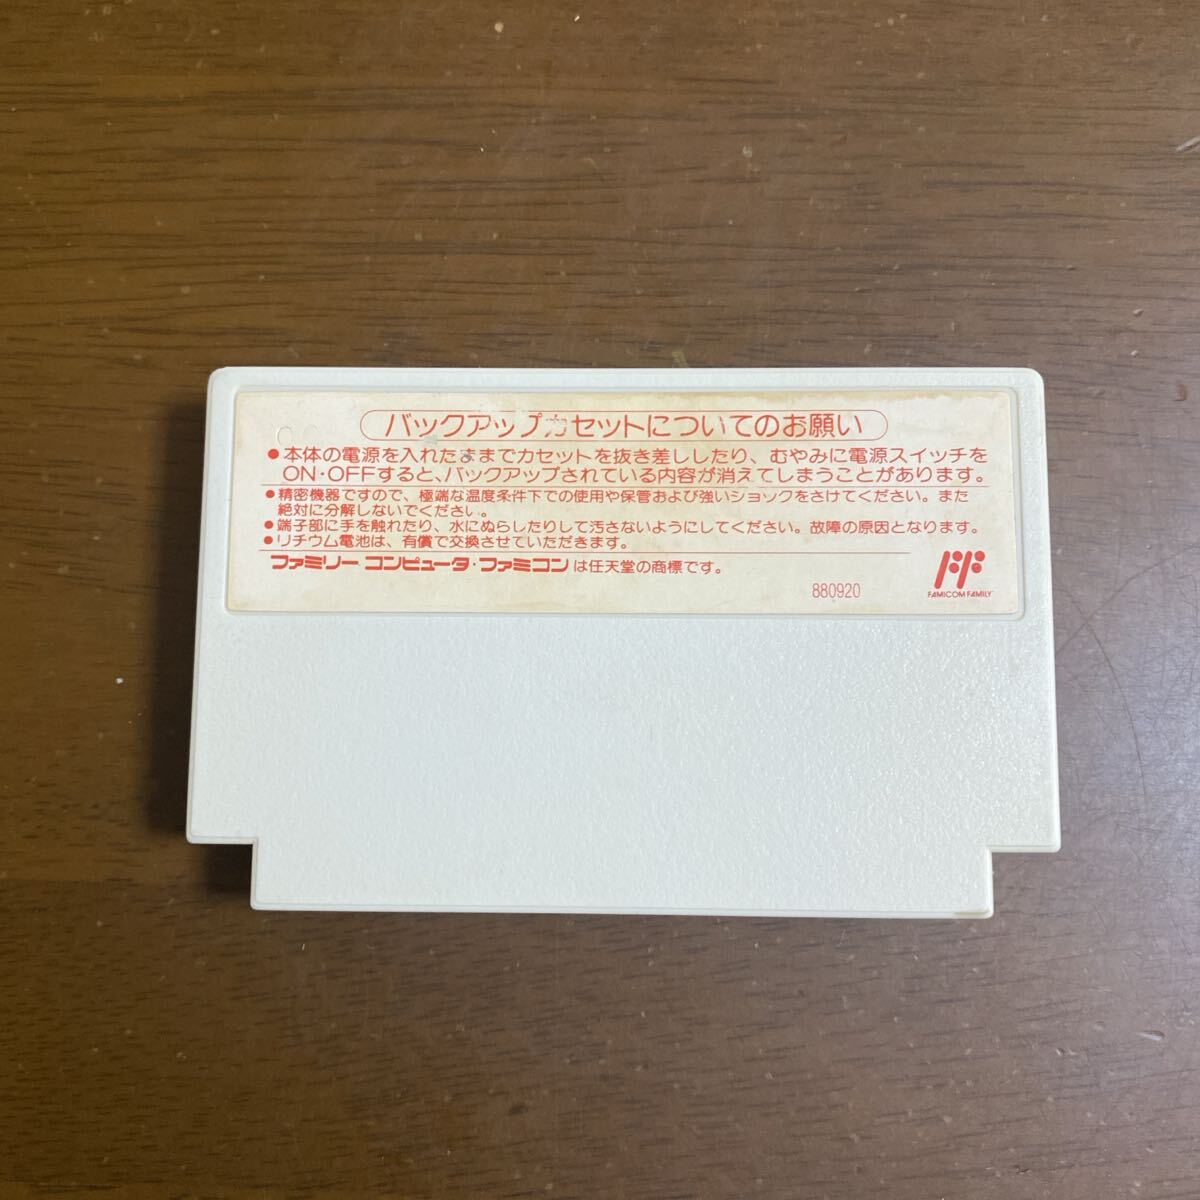 バックアップカセットについてのお願い
●本体の電源を入れたままでカセットを抜き差ししたり、むやみに電源スイッチを
ON・OFFすると、バックアップされている内容が消えてしまうことがあります。
●精密機器ですので、極端な温度条件下での使用や保管および強いショックをさけてください。また
絶対に分解しないでください。
●端子部に手を触れたり、水にぬらしたりして汚さないようにしてください。故障の原因となります。
●リチウム電池は、有償で交換させていただきます。
ファミリー コンピュータ・ファミコンは任天堂の商標です。
880920
FAMICOM FAMILY